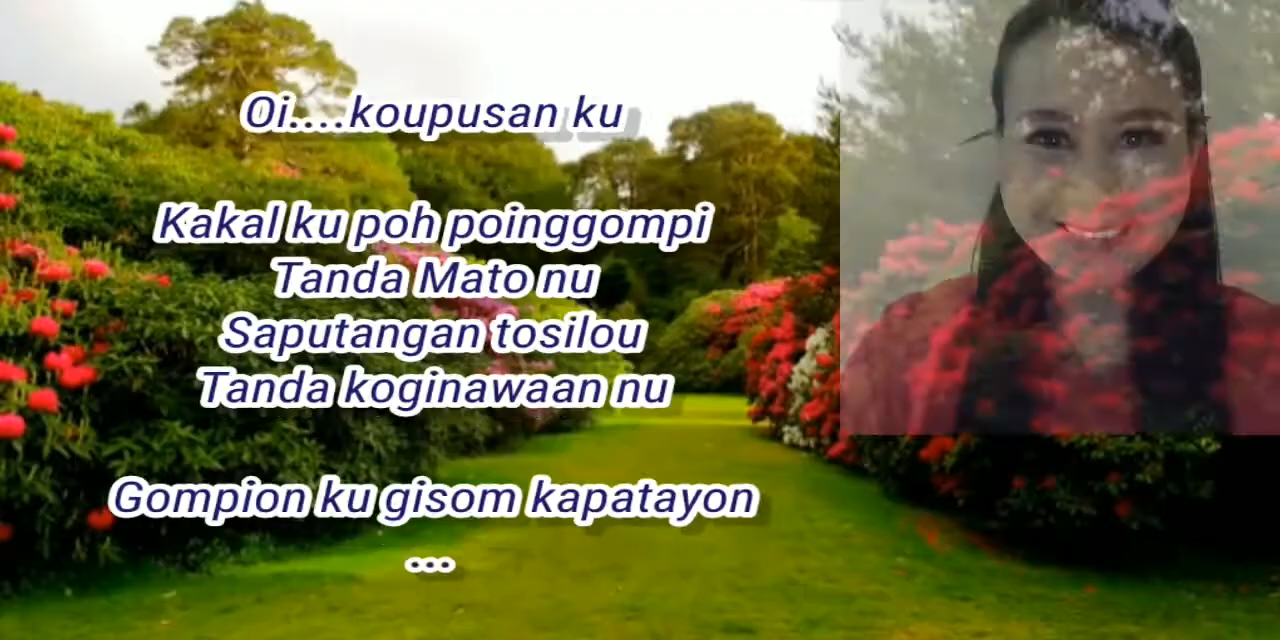 Oi....koupusan ku
Kakal ku poh poinggompi
Tanda Mato nu
Saputangan tosilou
Tanda koginawaan nu
Gompion ku gisom kapatayon
...